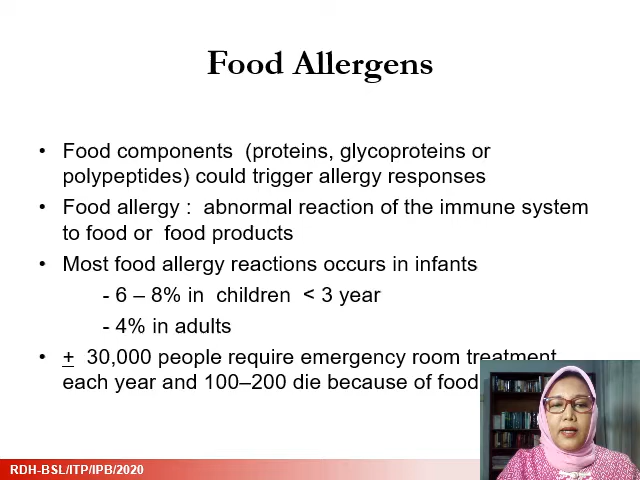 Food Allergens
• Food components (proteins, glycoproteins or
polypeptides) could trigger allergy responses
• Food allergy : abnormal reaction of the immune system
to food or food products
• Most food allergy reactions occurs in infants
- 6 – 8% in children < 3 year
- 4% in adults
• + 30,000 people require emergency room treatment
each year and 100–200 die because of food
RDH-BSL/ITP/IPB/2020